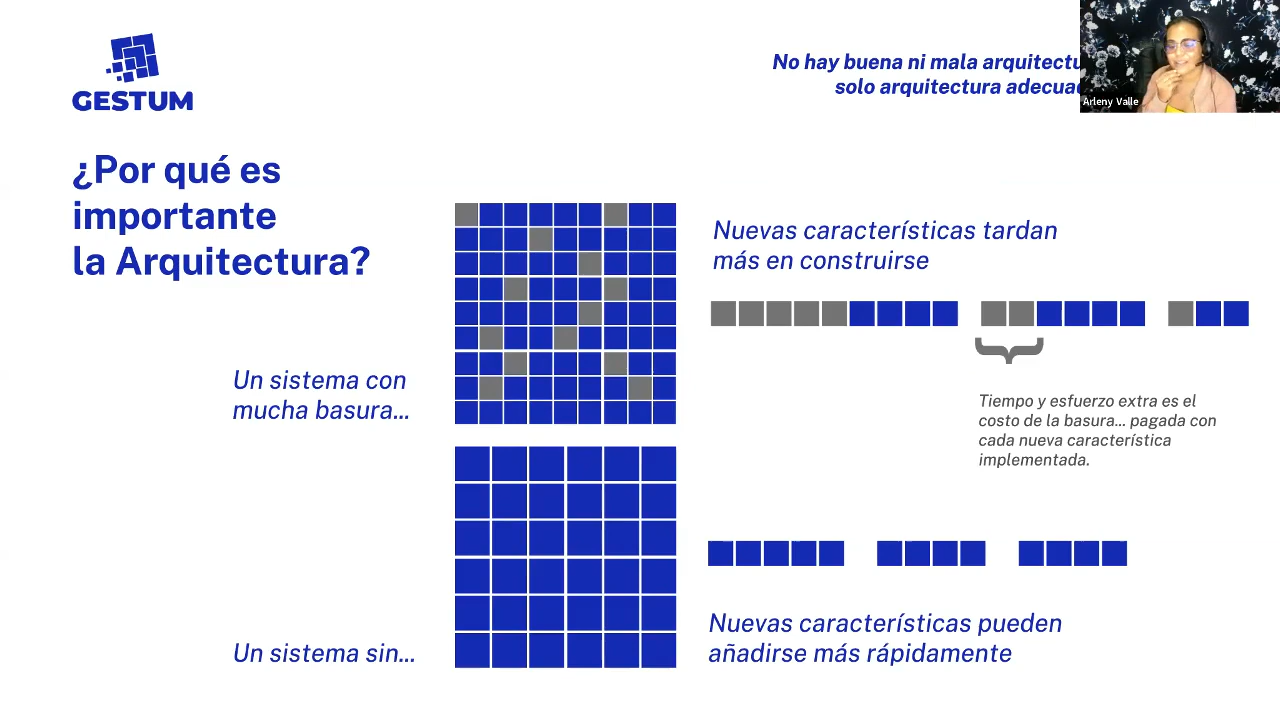 GESTUM
No hay buena ni mala
solo arquitectura
Arleny Valle
¿Por qué es
importante
la Arquitectura?
Nuevas características tardan
más en construirse
Un sistema con
mucha basura...
Tiempo y esfuerzo extra es el
costo de la basura... pagada con
cada nueva característica
implementada.
Un sistema sin...
Nuevas características pueden
añadirse más rápidamente